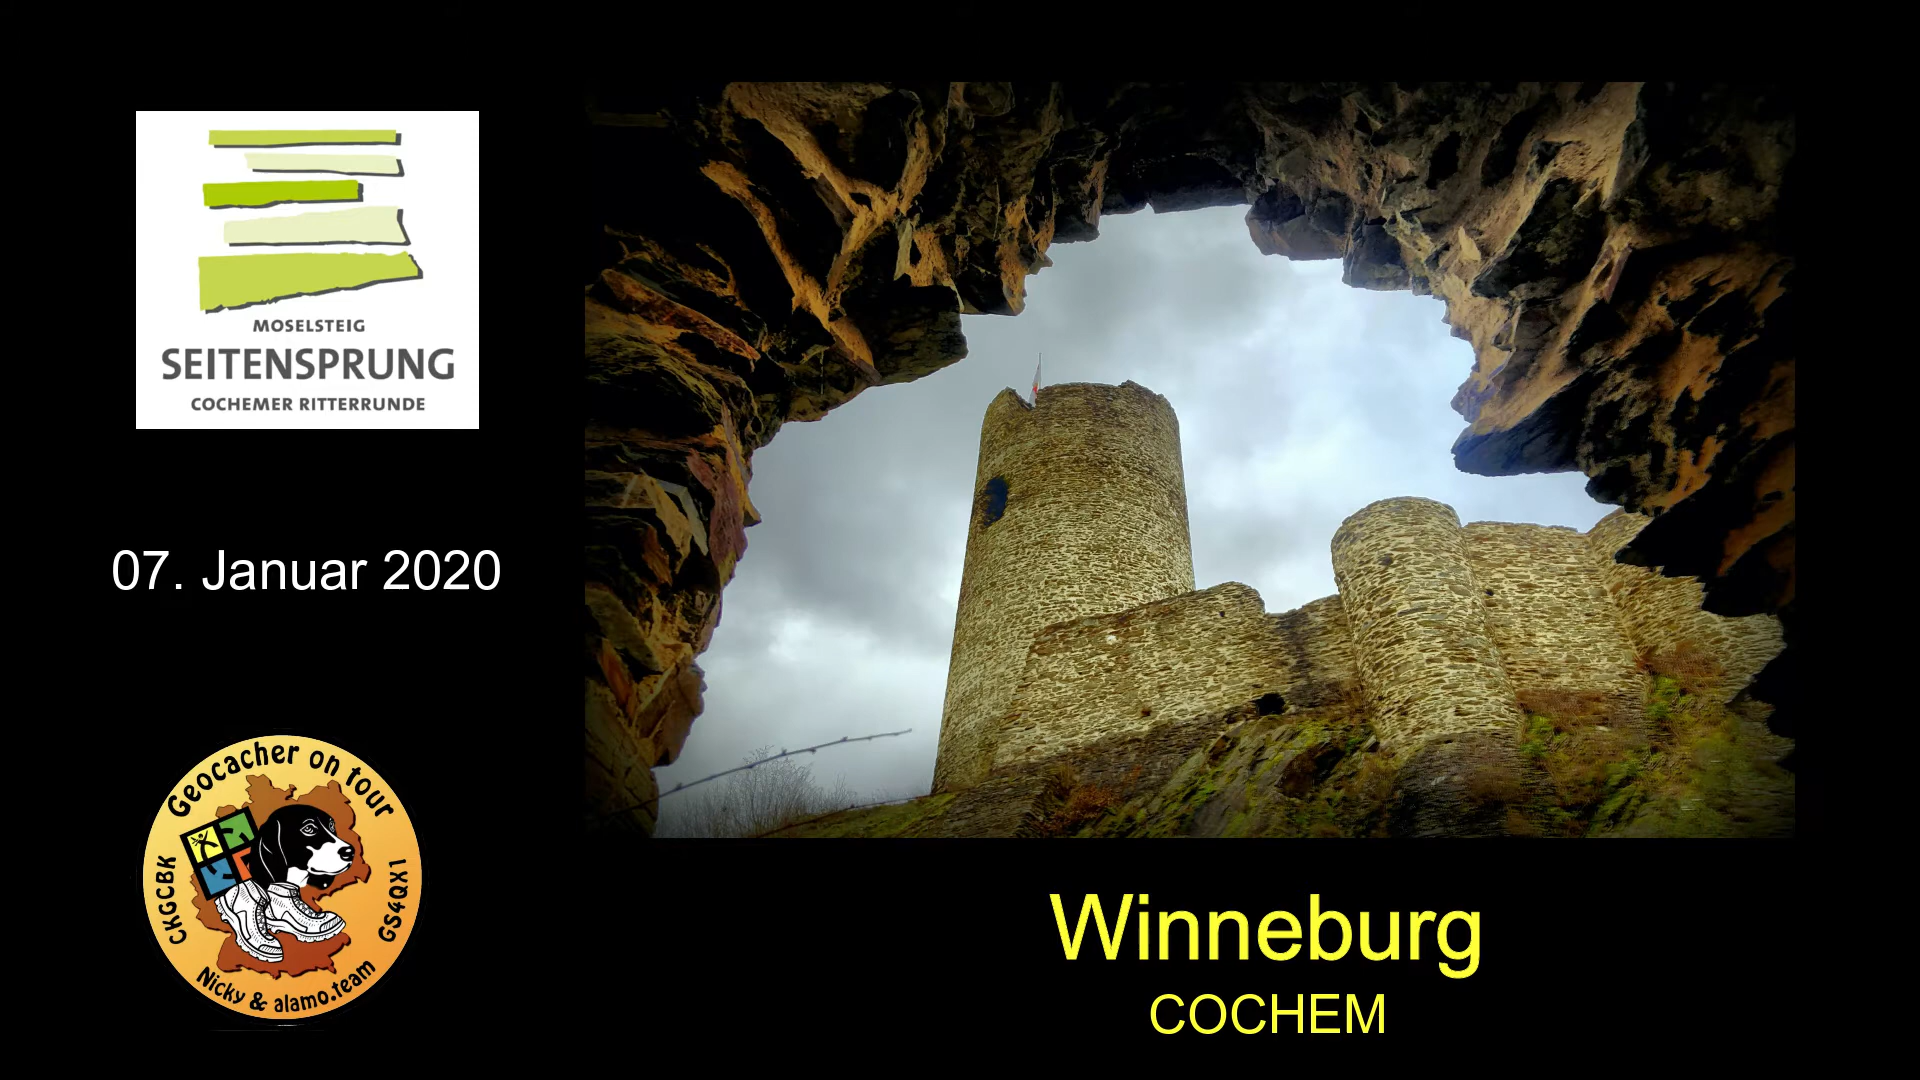 MOSELSTEIG
SEITENSPRUNG
COCHEMER RITTERRUNDE
07. Januar 2020
Geocacher on tour
CKGCBK
GS4QX1
Nicky & alamo.team
Winneburg
COCHEM